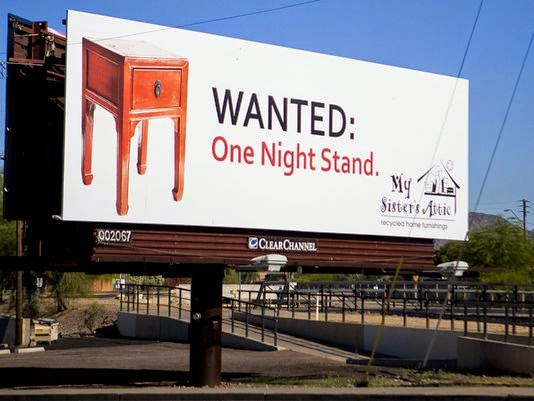 WANTED:
One Night Stand.
My
Sister's Attic
recycled home furnishings
002067
CLEARCHANNEL